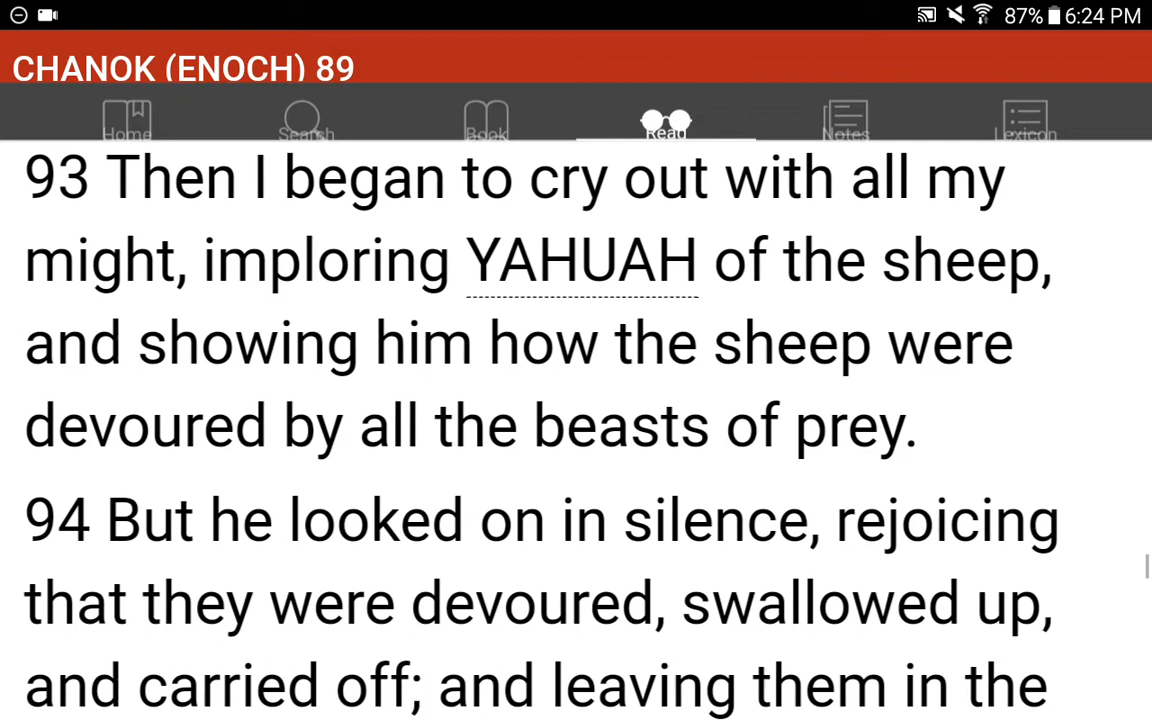 87% 6:24 PM
CHANOK (ENOCH) 89
Home Search Book Read Notes Lexicon
93 Then I began to cry out with all my
might, imploring YAHUAH of the sheep,
and showing him how the sheep were
devoured by all the beasts of prey.
94 But he looked on in silence, rejoicing
that they were devoured, swallowed up,
and carried off; and leaving them in the